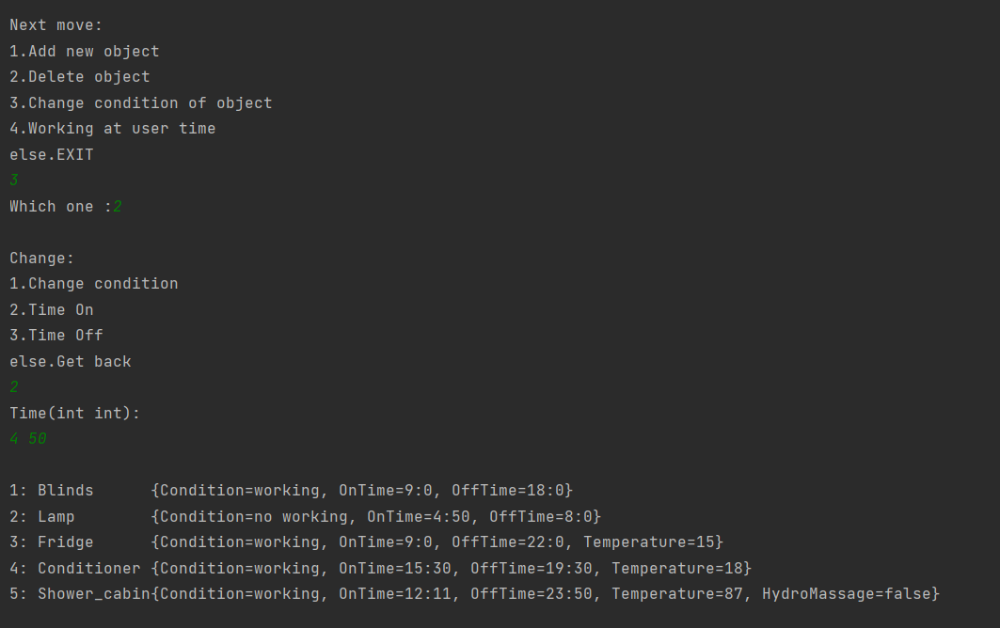 Next move:
1.Add new object
2.Delete object
3.Change condition of object
4.Working at user time
else.EXIT
3
Which one :2
Change:
1.Change condition
2.Time On
3.Time Off
else.Get back
2
Time(int int):
4 50
1: Blinds      {Condition=working, OnTime=9:0, OffTime=18:0}
2: Lamp        {Condition=no working, OnTime=4:50, OffTime=8:0}
3: Fridge      {Condition=working, OnTime=9:0, OffTime=22:0, Temperature=15}
4: Conditioner {Condition=working, OnTime=15:30, OffTime=19:30, Temperature=18}
5: Shower_cabin{Condition=working, OnTime=12:11, OffTime=23:50, Temperature=87, HydroMassage=false}